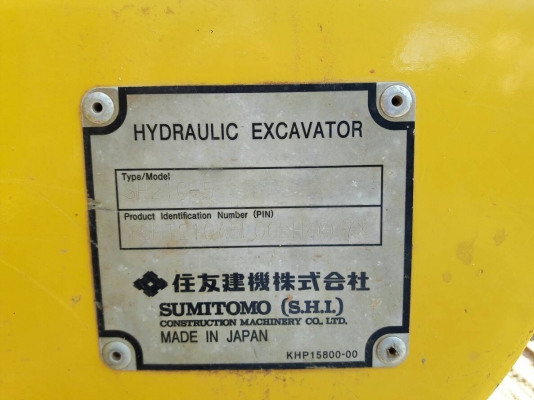 HYDRAULIC EXCAVATOR
Type/Model
Product Identification Number (PIN)
住友建機株式会社
SUMITOMO (S.H.I.)
CONSTRUCTION MACHINERY CO., LTD.
MADE IN JAPAN
KHP15800-00